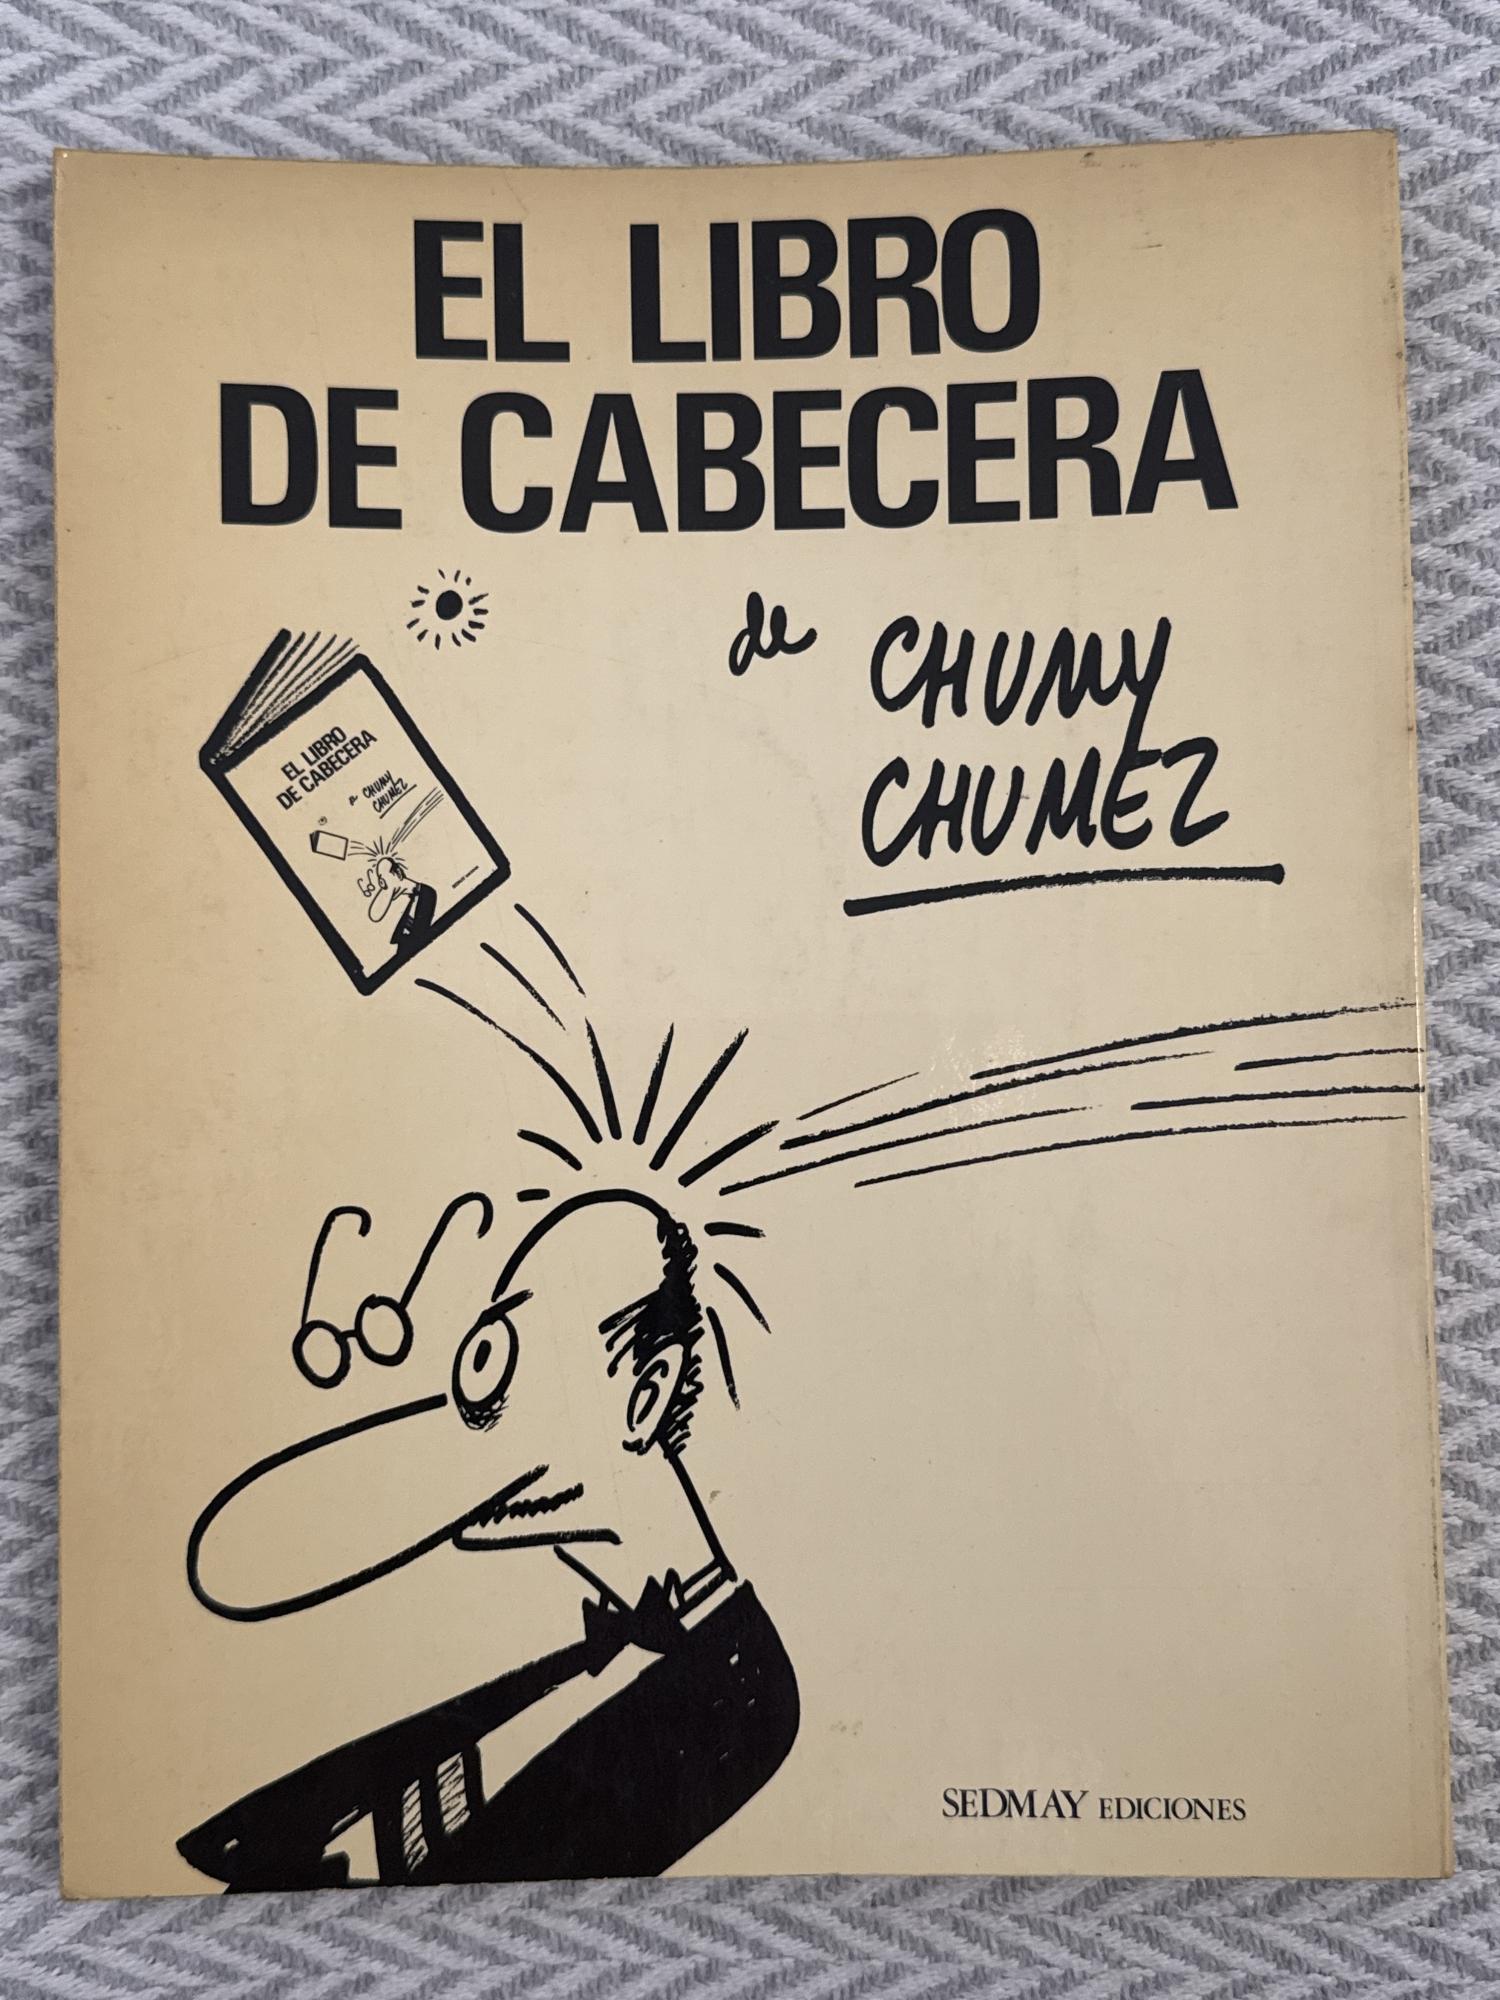 EL LIBRO
DE CABECERA
de CHUMY
CHUMEZ
EL LIBRO
DE CABECERA
de CHUMY
CHUMEZ
SEDMAY EDICIONES